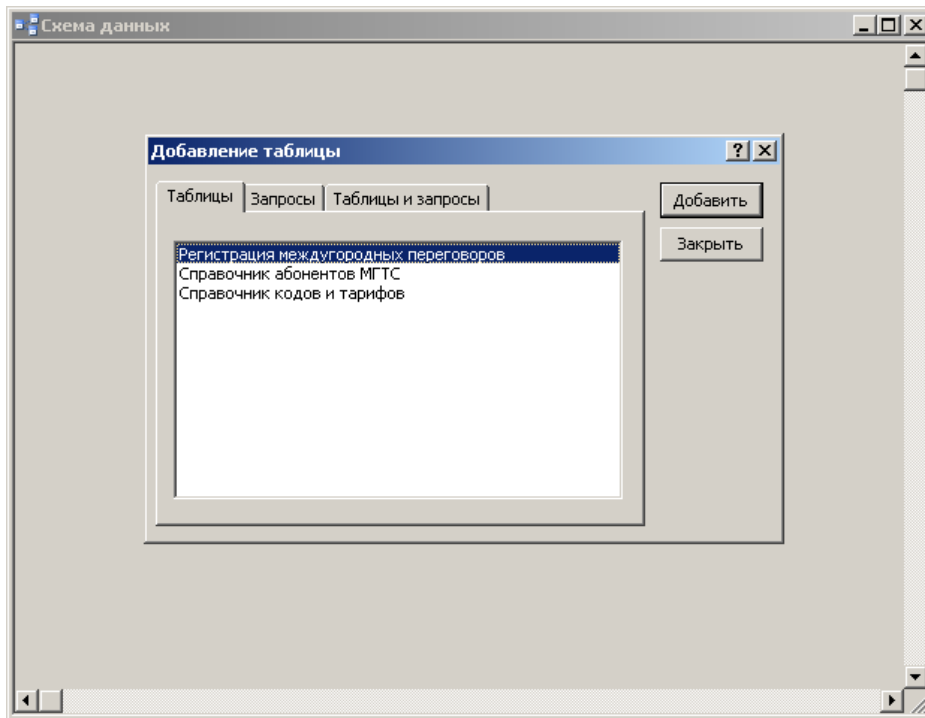 Схема данных
Добавление таблицы
Таблицы
Запросы
Таблицы и запросы
Добавить
Закрыть
Регистрация междугородных переговоров
Справочник абонентов МГТС
Справочник кодов и тарифов